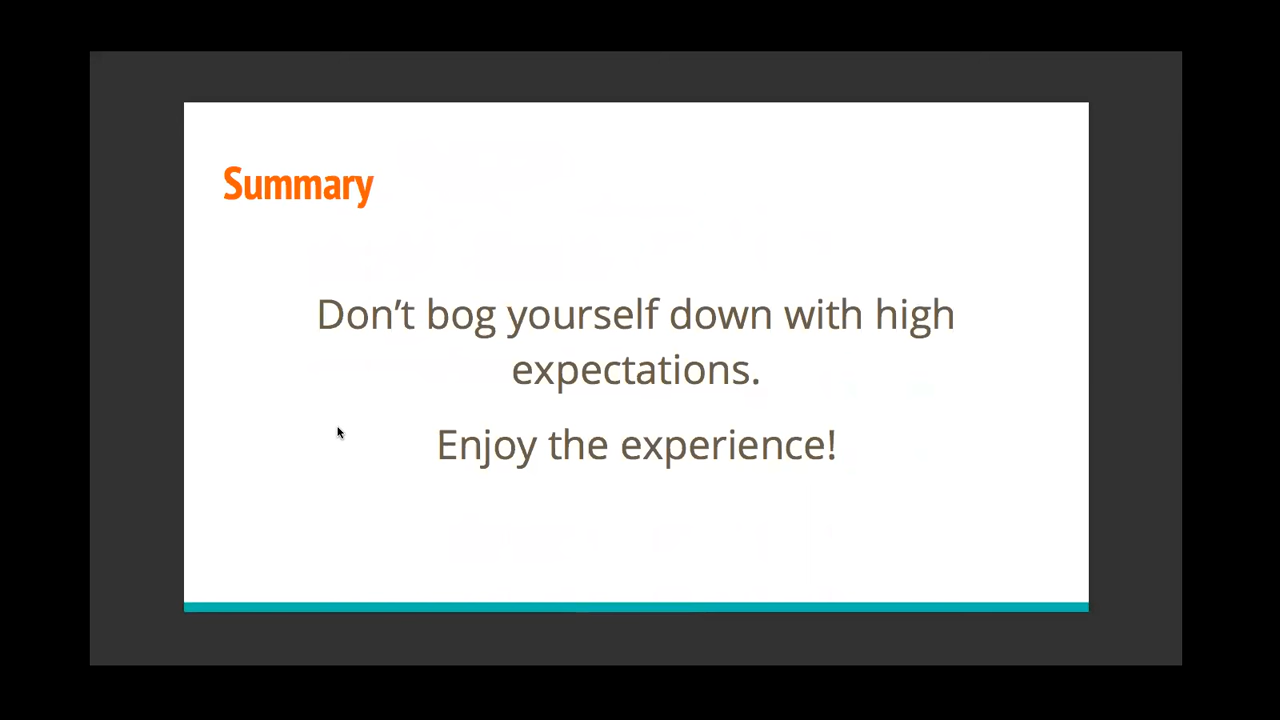 Summary
Don’t bog yourself down with high
expectations.
Enjoy the experience!